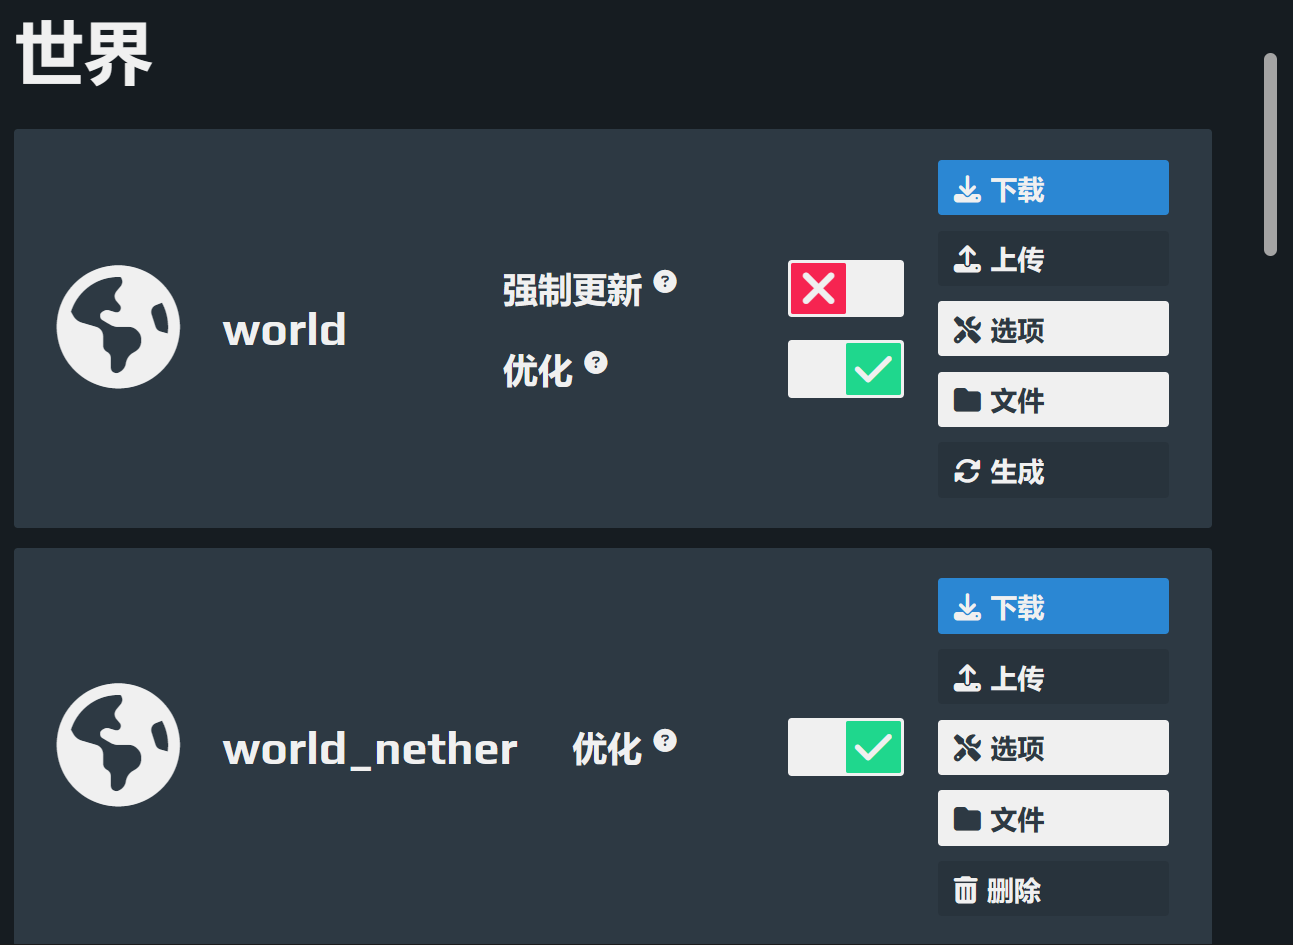 世界
world
强制更新 ?
优化 ?
下载
上传
选项
文件
生成
world_nether
优化 ?
下载
上传
选项
文件
删除